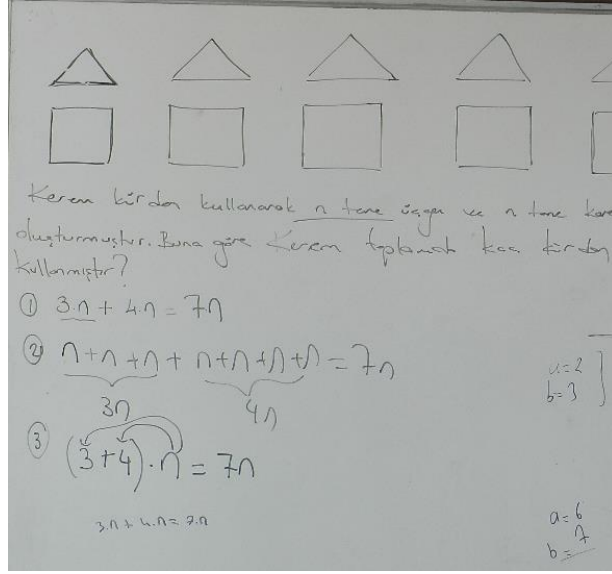 Kerem kürdan kullanarak n tane üçgen ve n tane kare
oluşturmuştur. Buna göre Kerem toplamda kaç kürdan
kullanmıştır?
① 3.n + 4.n = 7n
② n+n+n + n+n+n+n = 7n
3n 4n
③ (3+4).n = 7n
3.n + 4.n = 7.n
a=2
b=3
a=6
b=7